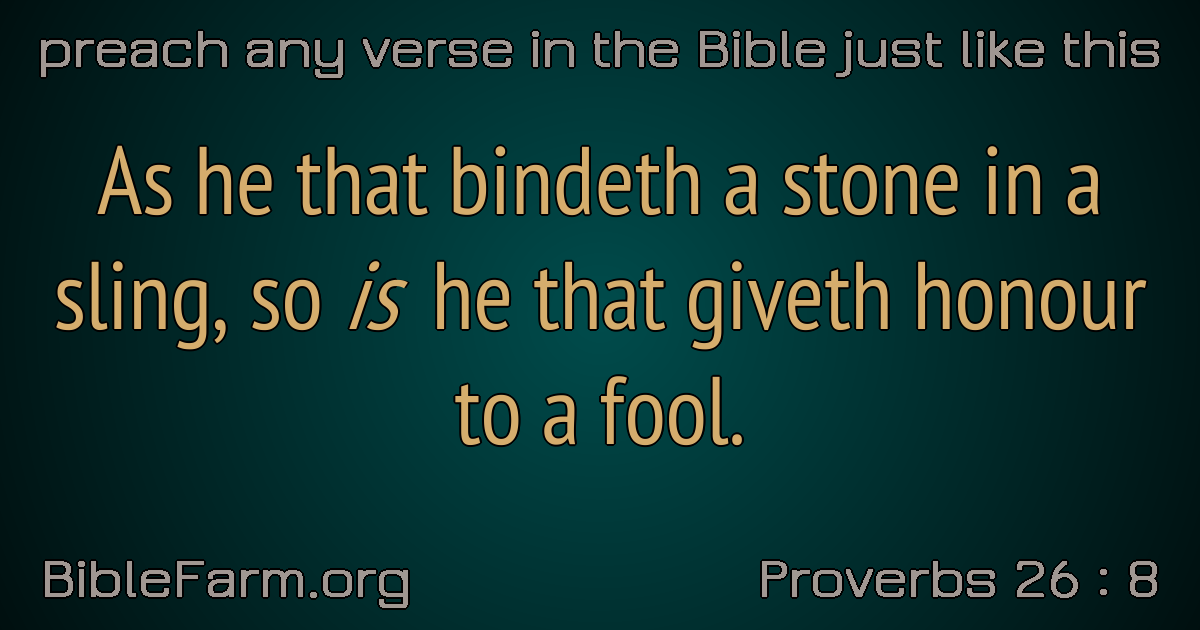 preach any verse in the Bible just like this
As he that bindeth a stone in a
sling, so is he that giveth honour
to a fool.
BibleFarm.org
Proverbs 26 : 8